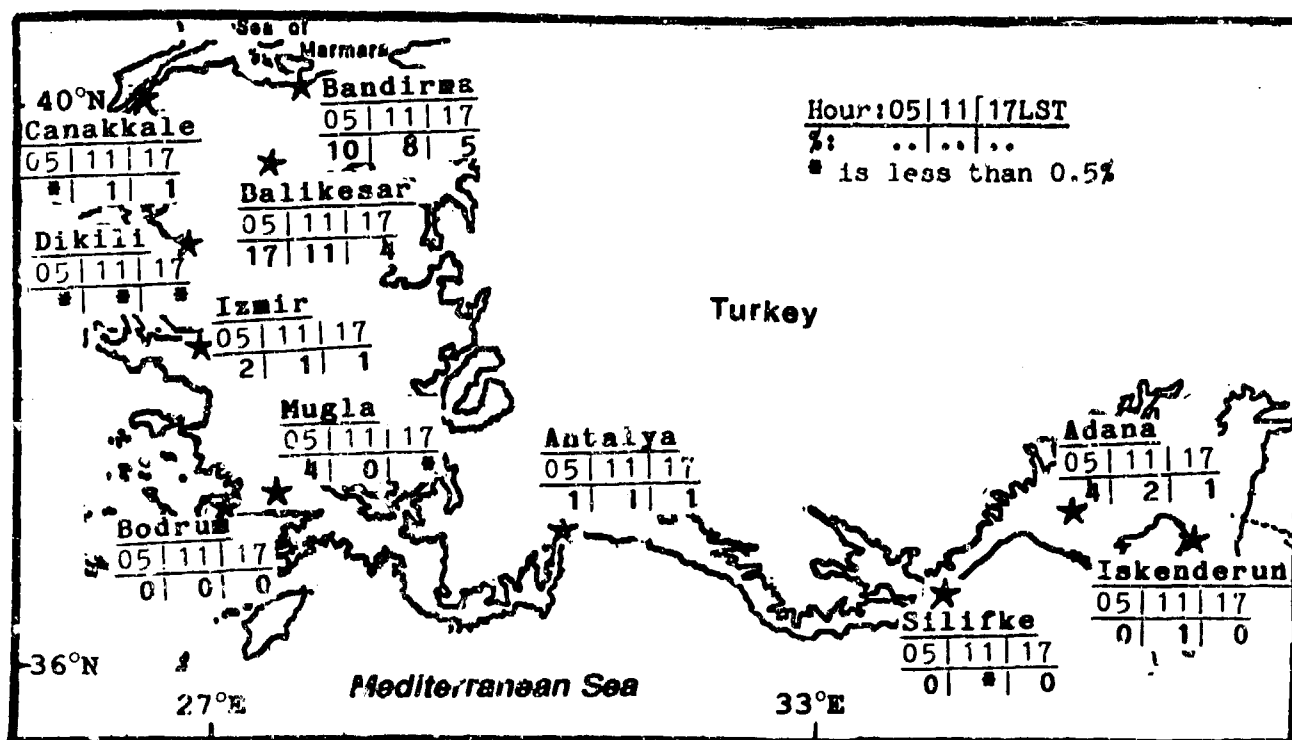 Sea of
Marmara
40°N
Bandirma
05|11|17
10|8|5
Hour:05|11|17LST
%: ..|..|..
* is less than 0.5%
Canakkale
05|11|17
*|1|1
Balikesar
05|11|17
17|11|4
Dikili
05|11|17
*|*|*
Izmir
05|11|17
2|1|1
Turkey
Mugla
05|11|17
4|0|*
Antalya
05|11|17
1|1|1
Adana
05|11|17
4|2|1
Bodrum
05|11|17
0|0|0
Iskenderun
05|11|17
0|1|0
Silifke
05|11|17
0|*|0
36°N
Mediterranean Sea
27°E
33°E